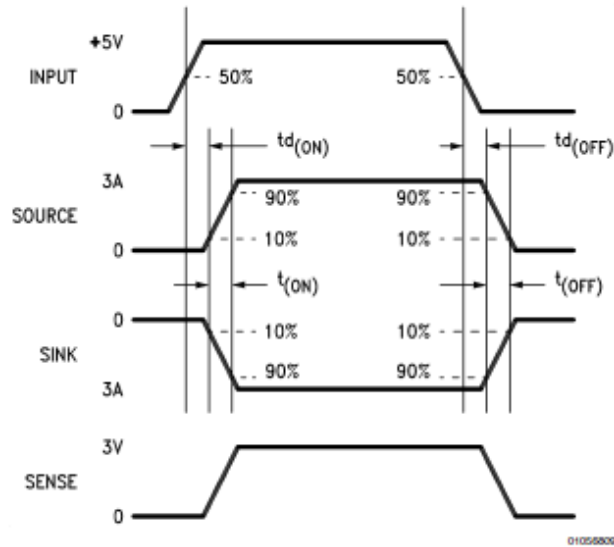 +5V
INPUT
50%
50%
0
td(ON)
td(OFF)
3A
90%
90%
SOURCE
10%
10%
0
t(ON)
t(OFF)
0
10%
10%
SINK
90%
90%
3A
3V
SENSE
0